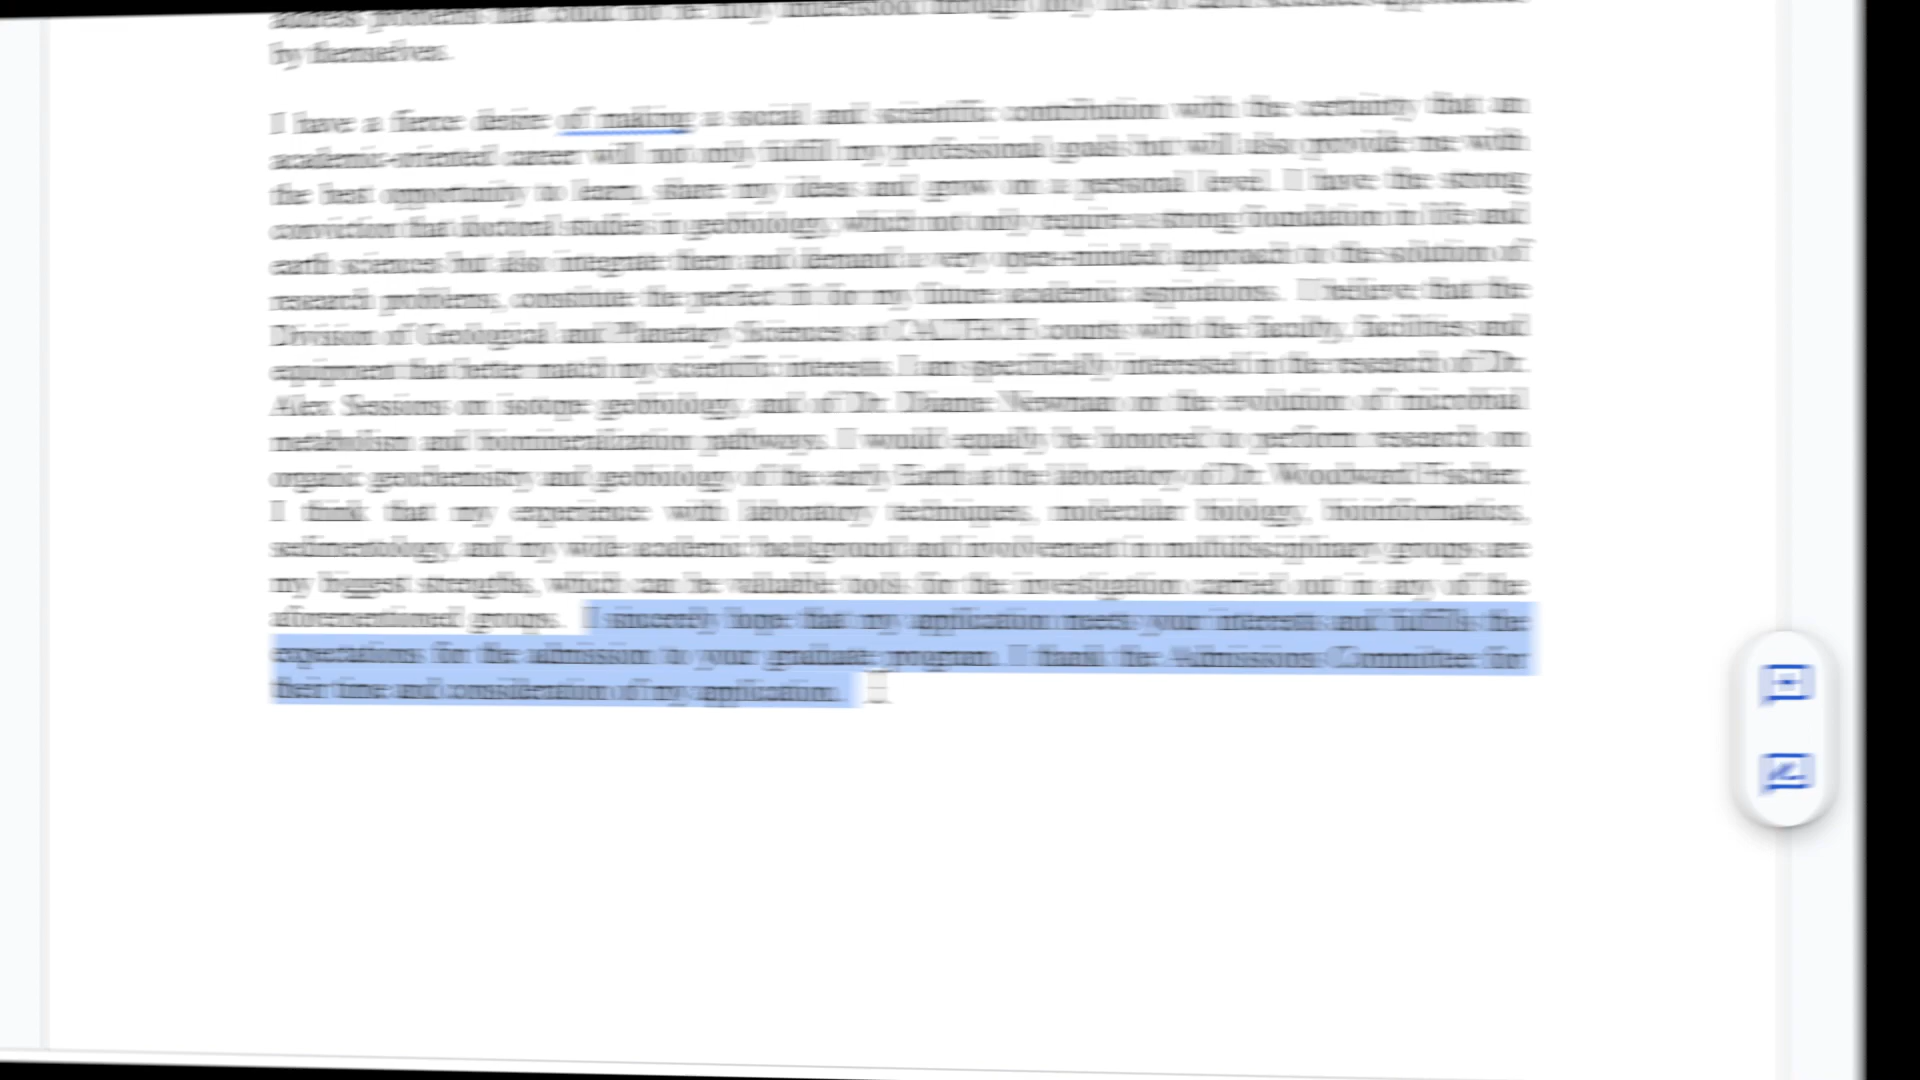 address problems that could not be fully understood through
by themselves.
I have a fierce desire of making a social and scientific contribution with the certainty that an
academic-oriented career will not only fulfill my professional goals but will also provide me with
the best opportunity to learn, share my ideas and grow on a personal level. I have the strong
conviction that doctoral studies in geobiology, which not only require a strong foundation in life and
earth sciences but also integrate them and demand a very open-minded approach to the solution of
research problems, constitute the perfect fit for my future academic aspirations. I believe that the
Division of Geological and Planetary Sciences at CALTECH counts with the faculty, facilities and
equipment that better match my scientific interests. I am specifically interested in the research of Dr.
Alex Sessions on isotope geobiology, and of Dr. Dianne Newman on the evolution of microbial
metabolism and biomineralization pathways. I would equally be honored to perform research on
organic geochemistry and geobiology of the early Earth at the laboratory of Dr. Woodward Fischer.
I think that my experience with laboratory techniques, molecular biology, bioinformatics,
sedimentology, and my wide academic background and involvement in multidisciplinary groups are
my biggest strengths, which can be valuable tools for the investigation carried out in any of the
aforementioned groups. I sincerely hope that my application meets your interests and fulfills the
expectations for the admission to your graduate program. I thank the Admissions Committee for
their time and consideration of my application.